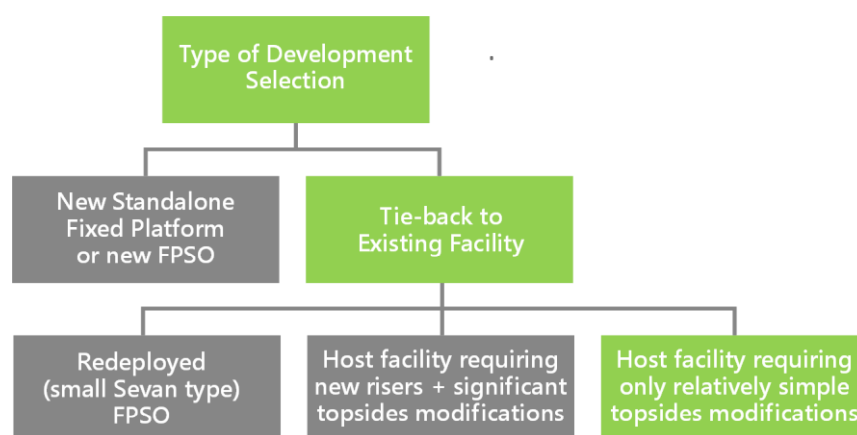 Type of Development
Selection
New Standalone
Fixed Platform
or new FPSO
Tie-back to
Existing Facility
Redeployed
(small Sevan type)
FPSO
Host facility requiring
new risers + significant
topsides modifications
Host facility requiring
only relatively simple
topsides modifications